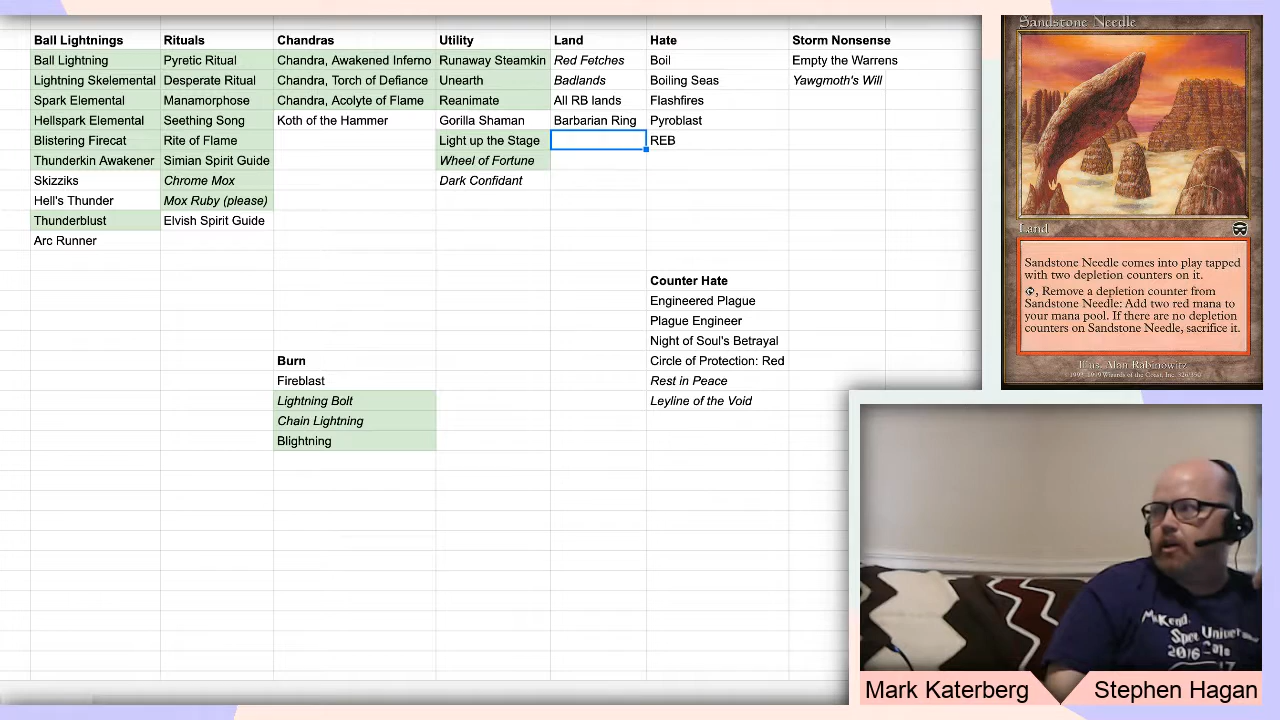 Ball Lightnings Rituals Chandras Utility Land Hate Storm Nonsense
Ball Lightning Pyretic Ritual Chandra, Awakened Inferno Runaway Steamkin Red Fetches Boil Empty the Warrens
Lightning Skelemental Desperate Ritual Chandra, Torch of Defiance Unearth Badlands Boiling Seas Yawgmoth's Will
Spark Elemental Manamorphose Chandra, Acolyte of Flame Reanimate All RB lands Flashfires
Hellspark Elemental Seething Song Koth of the Hammer Gorilla Shaman Barbarian Ring Pyroblast
Blistering Firecat Rite of Flame Light up the Stage REB
Thunderkin Awakener Simian Spirit Guide Wheel of Fortune
Skizziks Chrome Mox Dark Confidant
Hell's Thunder Mox Ruby (please)
Thunderblust Elvish Spirit Guide
Arc Runner
Counter Hate
Engineered Plague
Plague Engineer
Night of Soul's Betrayal
Burn Circle of Protection: Red
Fireblast Rest in Peace
Lightning Bolt Leyline of the Void
Chain Lightning
Blightning
Sandstone Needle
Land
Sandstone Needle comes into play tapped
with two depletion counters on it.
, Remove a depletion counter from
Sandstone Needle: Add two red mana to
your mana pool. If there are no depletion
counters on Sandstone Needle, sacrifice it.
Illus. Alan Rabinowitz
2016
Mark Katerberg Stephen Hagan